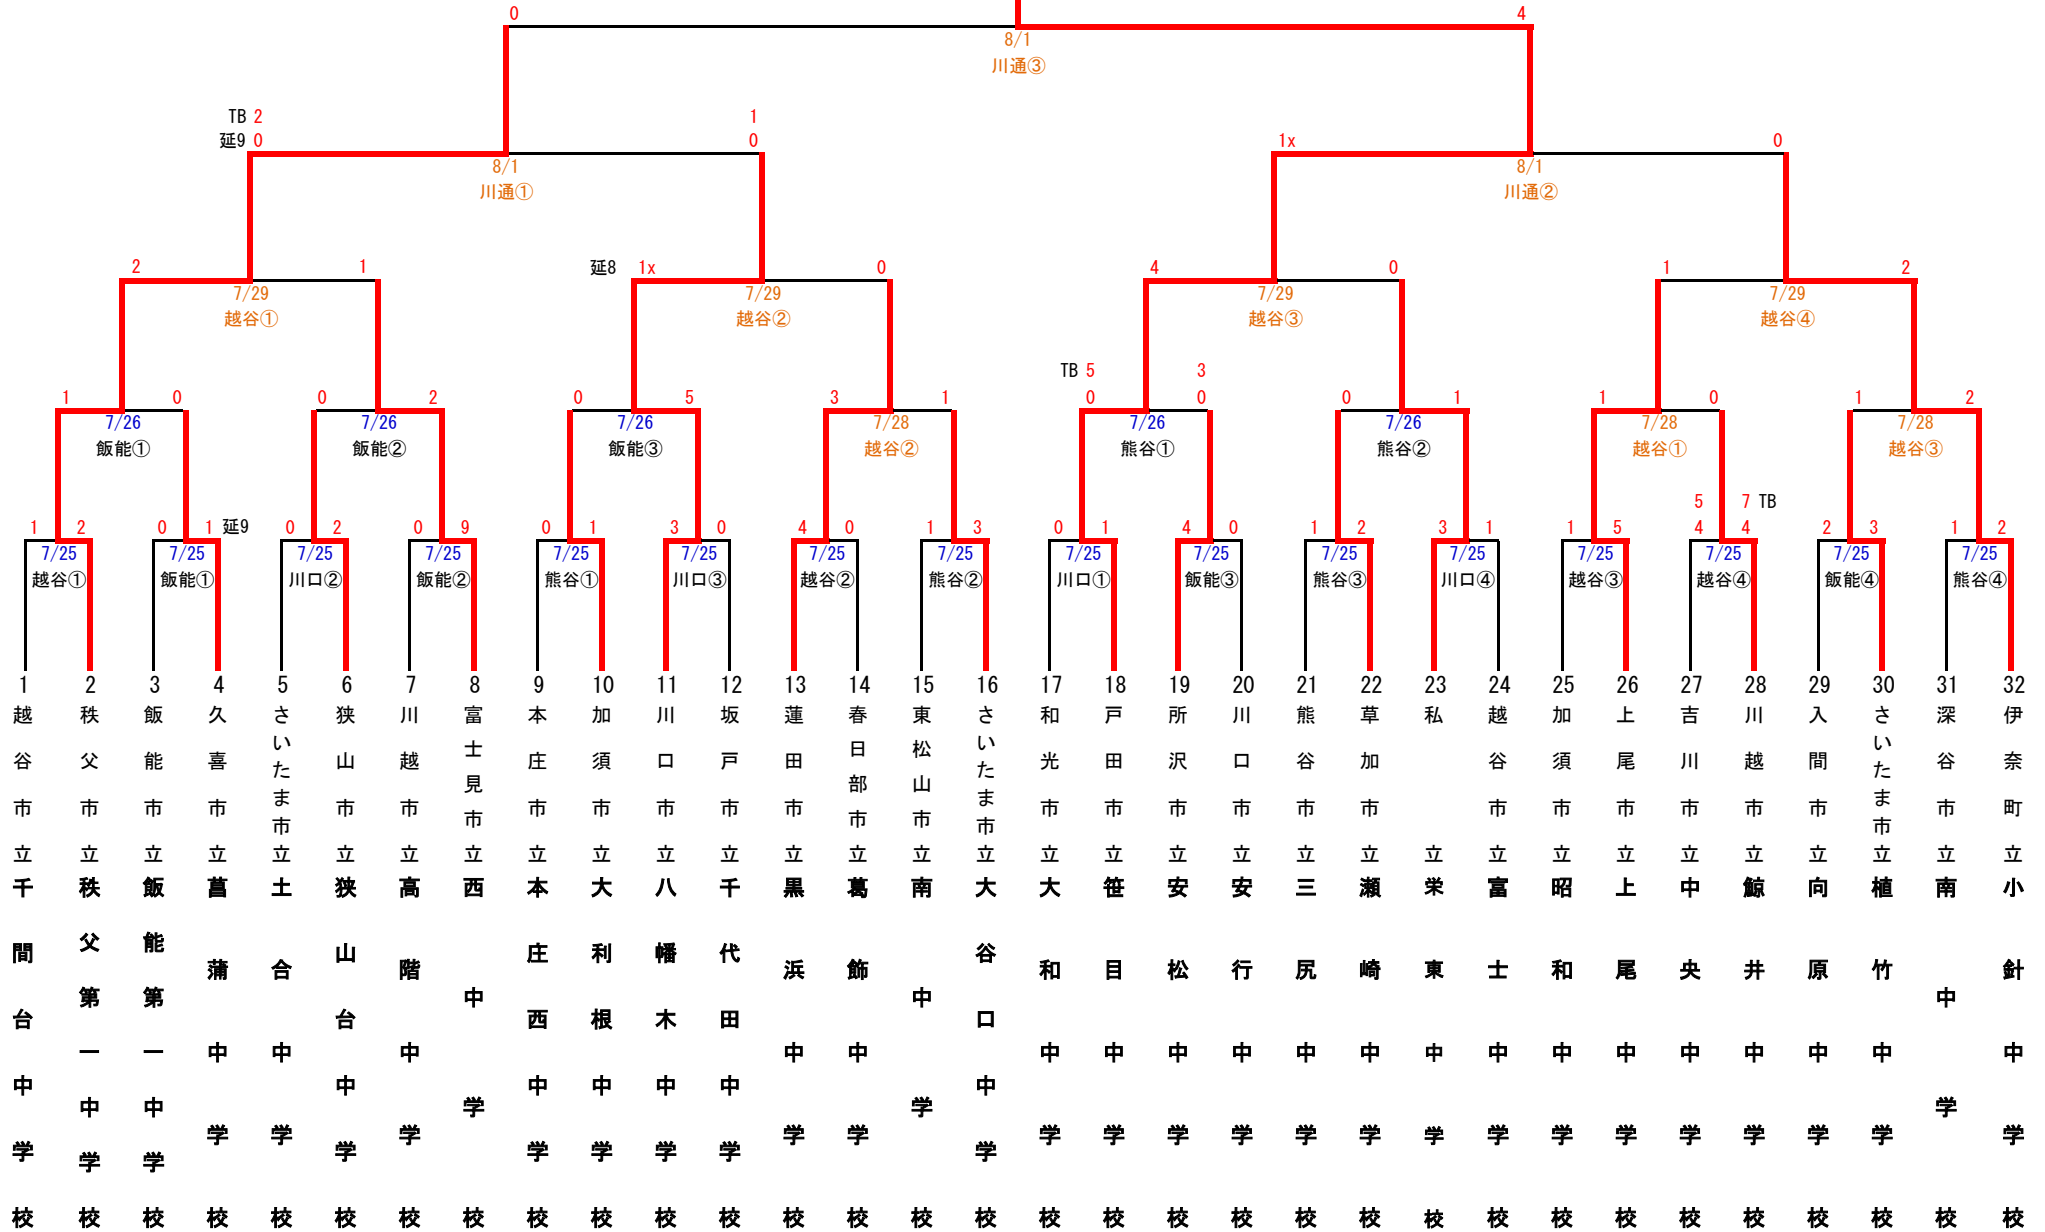 0 4
8/1
川通③
TB 2 1
延9 0 0 1x 0
8/1 8/1
川通① 川通②
2 1 延8 1x 0 4 0 1 2
7/29 7/29 7/29 7/29
越谷① 越谷② 越谷③ 越谷④
TB 5 3
1 0 0 2 0 5 3 1 0 0 0 1 1 0 1 2
7/26 7/26 7/26 7/28 7/26 7/26 7/28 7/28
飯能① 飯能② 飯能③ 越谷② 熊谷① 熊谷② 越谷① 越谷③
5 7 TB
1 2 0 1 延9 0 2 0 9 0 1 3 0 4 0 1 3 0 1 4 0 1 2 3 1 1 5 4 4 2 3 1 2
7/25 7/25 7/25 7/25 7/25 7/25 7/25 7/25 7/25 7/25 7/25 7/25 7/25 7/25 7/25 7/25
越谷① 飯能① 川口② 飯能② 熊谷① 川口③ 越谷② 熊谷② 川口① 飯能③ 熊谷③ 川口④ 越谷③ 越谷④ 飯能④ 熊谷④
1 越谷市立千間台中学校
2 秩父市立秩父第一中学校
3 飯能市立飯能第一中学校
4 久喜市立菖蒲中学校
5 さいたま市立土合中学校
6 狭山市立狭山台中学校
7 川越市立高階中学校
8 富士見市立西中学校
9 本庄市立本庄西中学校
10 加須市立大利根中学校
11 川口市立八幡木中学校
12 坂戸市立千代田中学校
13 蓮田市立黒浜中学校
14 春日部市立葛飾中学校
15 東松山市立南中学校
16 さいたま市立大谷口中学校
17 和光市立大和中学校
18 戸田市立笹目中学校
19 所沢市立安松中学校
20 川口市立安行中学校
21 熊谷市立三尻中学校
22 草加市立瀬崎中学校
23 私立栄東中学校
24 越谷市立富士中学校
25 加須市立昭和中学校
26 上尾市立上尾中学校
27 吉川市立中央中学校
28 川越市立鯨井中学校
29 入間市立向原中学校
30 さいたま市立植竹中学校
31 深谷市立南中学校
32 伊奈町立小針中学校